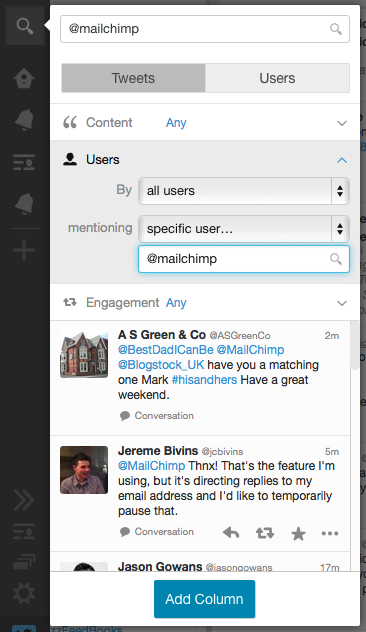 @mailchimp
Tweets Users
Content Any
Users
By all users
mentioning specific user…
@mailchimp
Engagement Any
A S Green & Co @ASGreenCo 2m
@BestDadICanBe @MailChimp
@Blogstock_UK have you a matching
one Mark #hisandhers Have a great
weekend.
Conversation
Jereme Bivins @jcbivins 5m
@MailChimp Thnx! That's the feature I'm
using, but it's directing replies to my
email address and I'd like to temporarily
pause that.
Conversation
Jason Gowans @jasongowans 17m
Add Column
zzFeedBooks